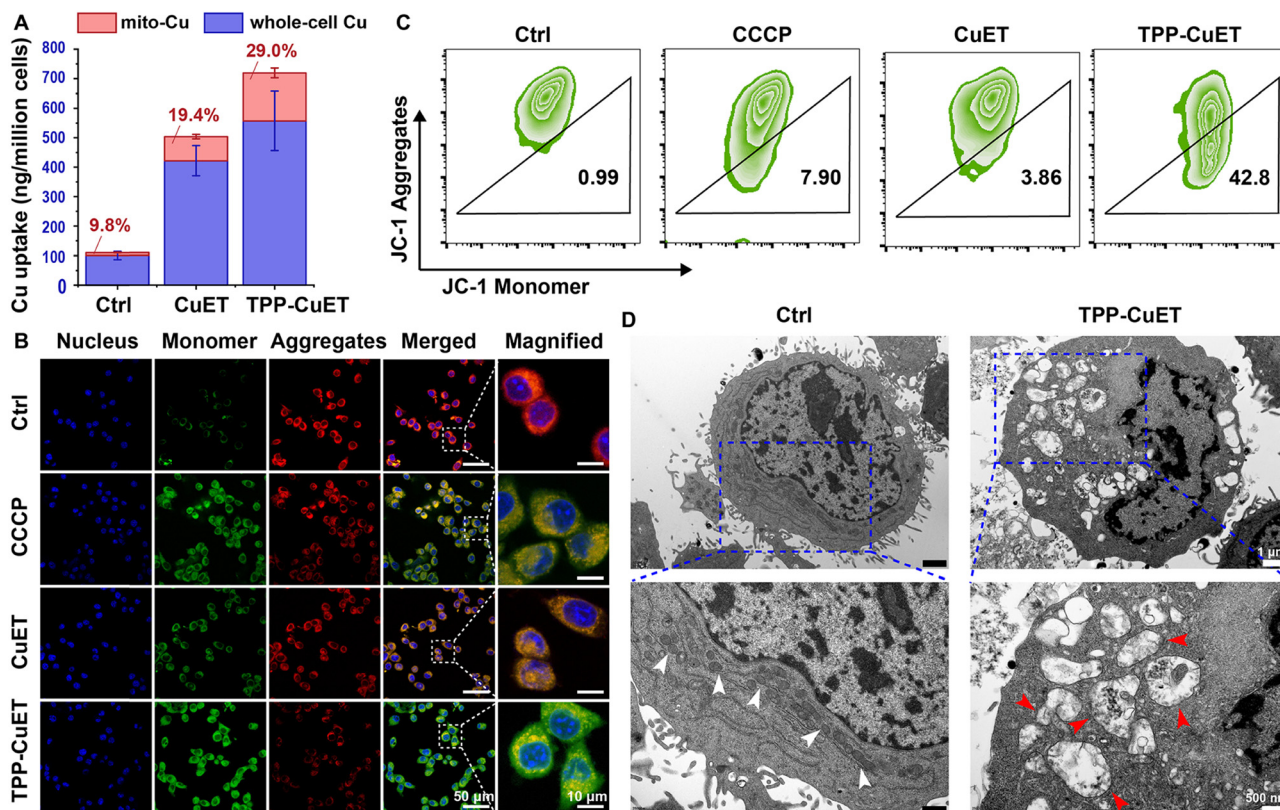 A
mito-Cu
whole-cell Cu
Cu uptake (ng/million cells)
800
700
600
500
400
300
200
100
0
9.8%
19.4%
29.0%
Ctrl
CuET
TPP-CuET
C
Ctrl
CCCP
CuET
TPP-CuET
JC-1 Aggregates
0.99
7.90
3.86
42.8
JC-1 Monomer
B
Nucleus
Monomer
Aggregates
Merged
Magnified
Ctrl
CCCP
CuET
TPP-CuET
50 μm
10 μm
D
Ctrl
TPP-CuET
1 μ
500 n